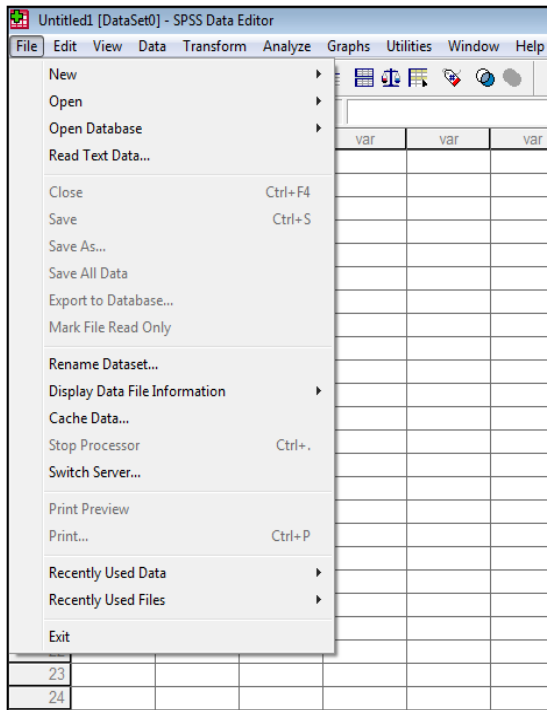 Untitled1 [DataSet0] - SPSS Data Editor
File Edit View Data Transform Analyze Graphs Utilities Window Help
New
Open
Open Database
var var var
Read Text Data...
Close Ctrl+F4
Save Ctrl+S
Save As...
Save All Data
Export to Database...
Mark File Read Only
Rename Dataset...
Display Data File Information
Cache Data...
Stop Processor Ctrl+.
Switch Server...
Print Preview
Print... Ctrl+P
Recently Used Data
Recently Used Files
Exit
23
24